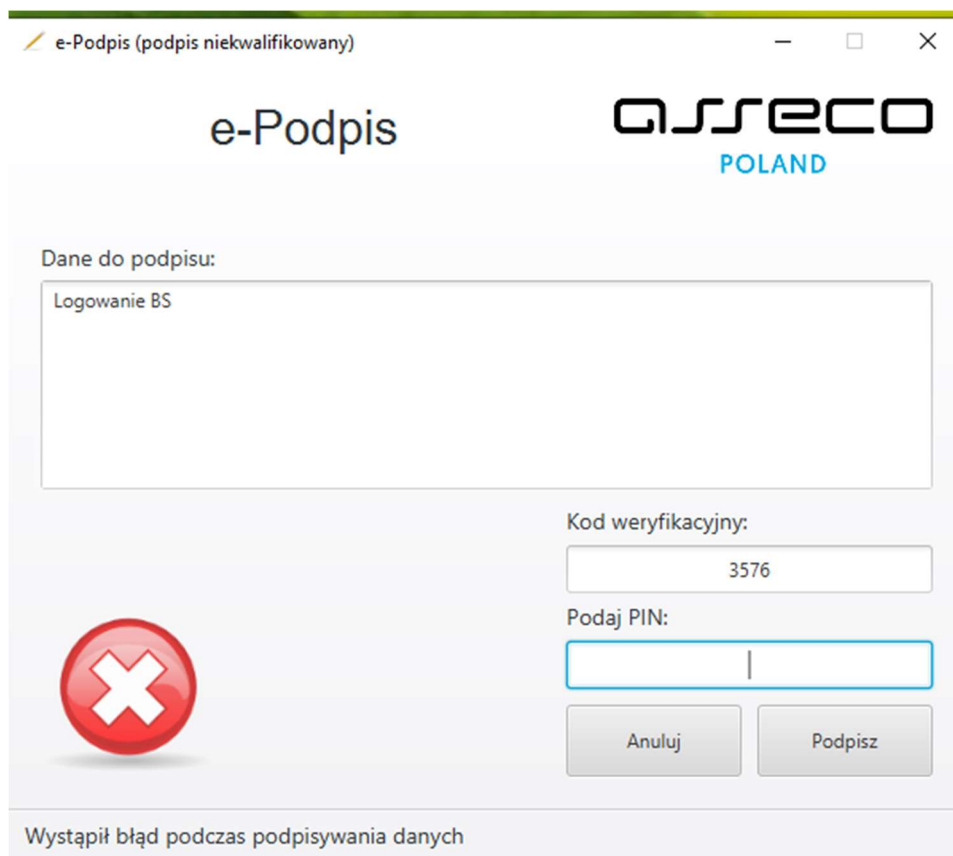 e-Podpis (podpis niekwalifikowany)
e-Podpis
asseco
POLAND
Dane do podpisu:
Logowanie BS
Kod weryfikacyjny:
3576
Podaj PIN:
Anuluj
Podpisz
Wystąpił błąd podczas podpisywania danych